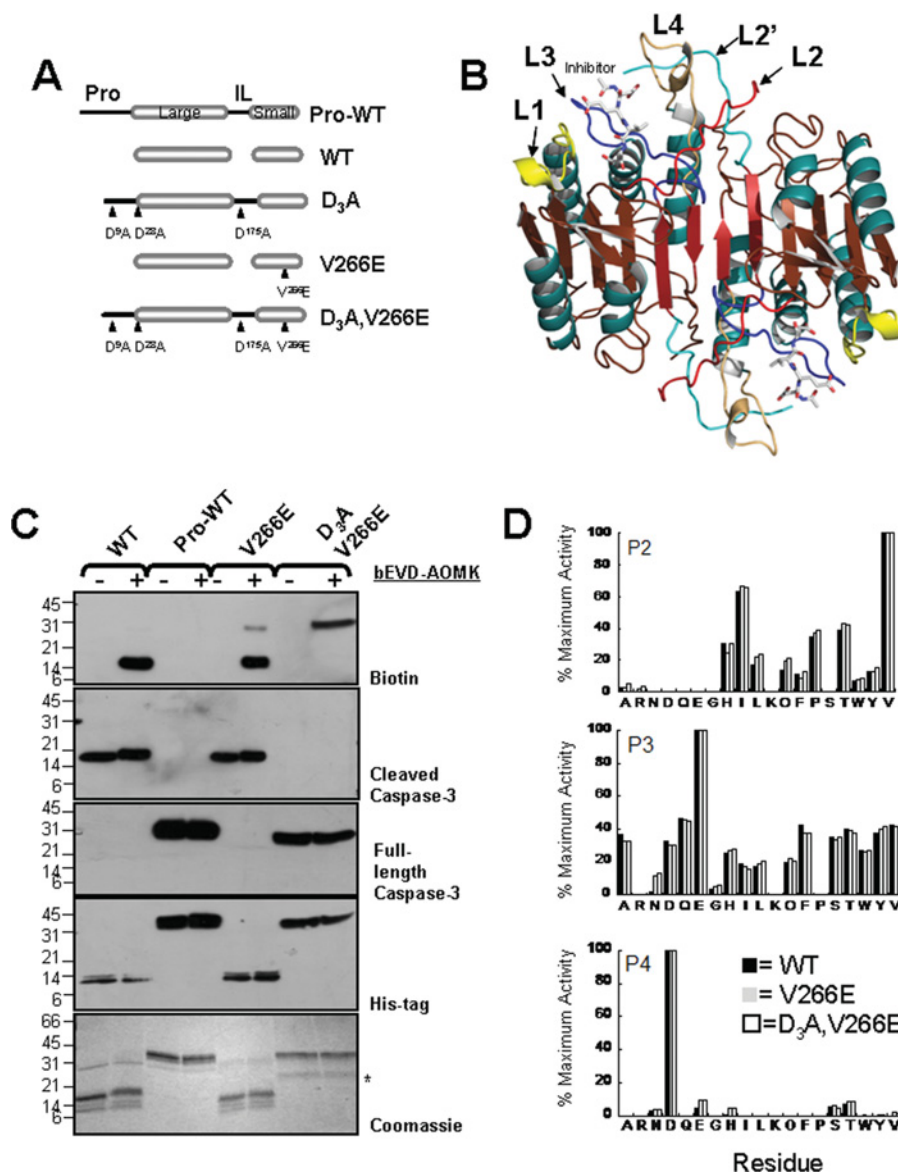 A
Pro
IL
Large
Small
Pro-WT
WT
D3A
D9A D28A D175A
V266E
V266E
D3A,V266E
D9A D28A D175A V266E
B
L4
L2'
L3
Inhibitor
L2
L1
C
WT
Pro-WT
V266E
D3A
V266E
- + - + - + - +
bEVD-AOMK
45
31
21
14
6
Biotin
45
31
21
14
6
Cleaved
Caspase-3
45
31
21
14
6
Full-
length
Caspase-3
45
31
21
14
6
His-tag
66
45
31
21
14
6
*
Coomassie
D
% Maximum Activity
100
80
60
40
20
P2
A R N D Q E G H I L K O F P S T W Y V
% Maximum Activity
100
80
60
40
20
0
P3
A R N D Q E G H I L K O F P S T W Y V
% Maximum Activity
100
80
60
40
20
0
P4
= WT
= V266E
=D3A,V266E
A R N D Q E G H I L K O F P S T W Y V
Residue